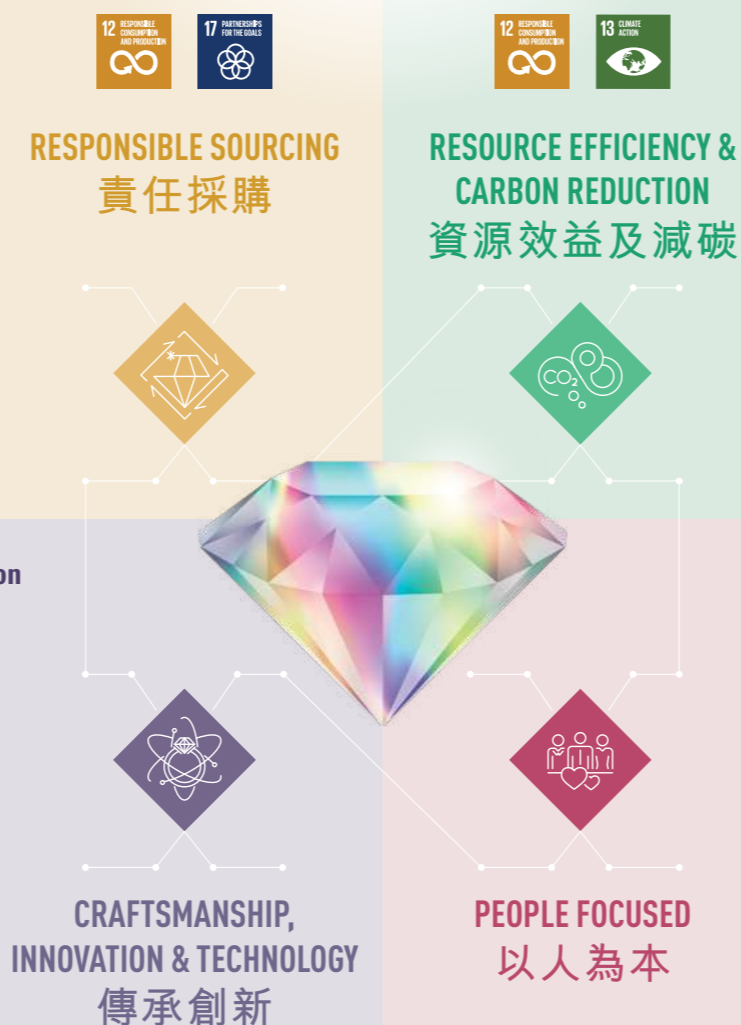 12 RESPONSIBLE
CONSUMPTION
AND PRODUCTION
17 PARTNERSHIPS
FOR THE GOALS
12 RESPONSIBLE
CONSUMPTION
AND PRODUCTION
13 CLIMATE
ACTION
RESPONSIBLE SOURCING
責任採購
RESOURCE EFFICIENCY &
CARBON REDUCTION
資源效益及減碳
CO₂
on
CRAFTSMANSHIP,
INNOVATION & TECHNOLOGY
傳承創新
PEOPLE FOCUSED
以人為本